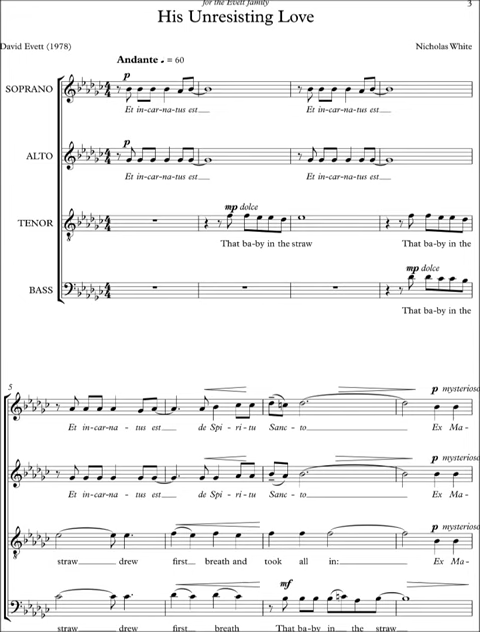 for the Evett family
3
His Unresisting Love
David Evett (1978)
Nicholas White
Andante ♩. = 60
SOPRANO
p
Et in-car-na-tus est
Et in-car-na-tus est
ALTO
p
Et in-car-na-tus est
Et in-car-na-tus est
TENOR
mp dolce
That ba-by in the straw
That ba-by in the
BASS
mp dolce
That ba-by in the
5
p mysterioso
Et in-car-na-tus est de Spi-ri-tu Sanc-to Ex Ma-
p mysterioso
Et in-car-na-tus est de Spi-ri-tu Sanc-to Ex Ma-
p mysterioso
straw drew first breath and took all in: Ex Ma-
mf
straw drew first breath That ba-by in the straw